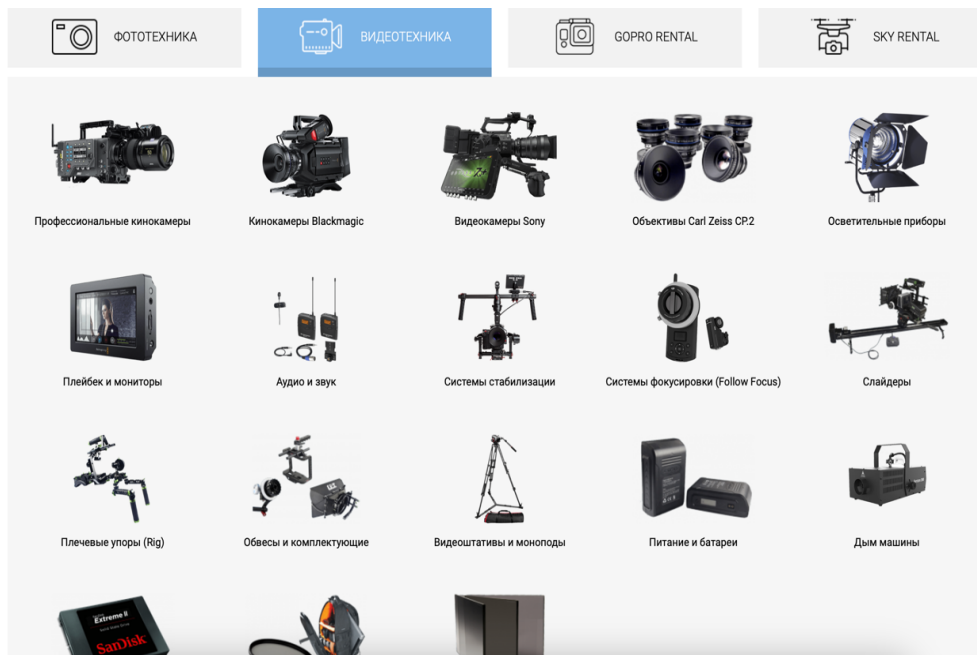 ФОТОТЕХНИКА
ВИДЕОТЕХНИКА
GOPRO RENTAL
SKY RENTAL
Профессиональные кинокамеры
Кинокамеры Blackmagic
Видеокамеры Sony
Объективы Carl Zeiss CP.2
Осветительные приборы
Плейбек и мониторы
Аудио и звук
Системы стабилизации
Системы фокусировки (Follow Focus)
Слайдеры
Плечевые упоры (Rig)
Обвесы и комплектующие
Видеоштативы и моноподы
Питание и батареи
Дым машины
Extreme II
SanDisk